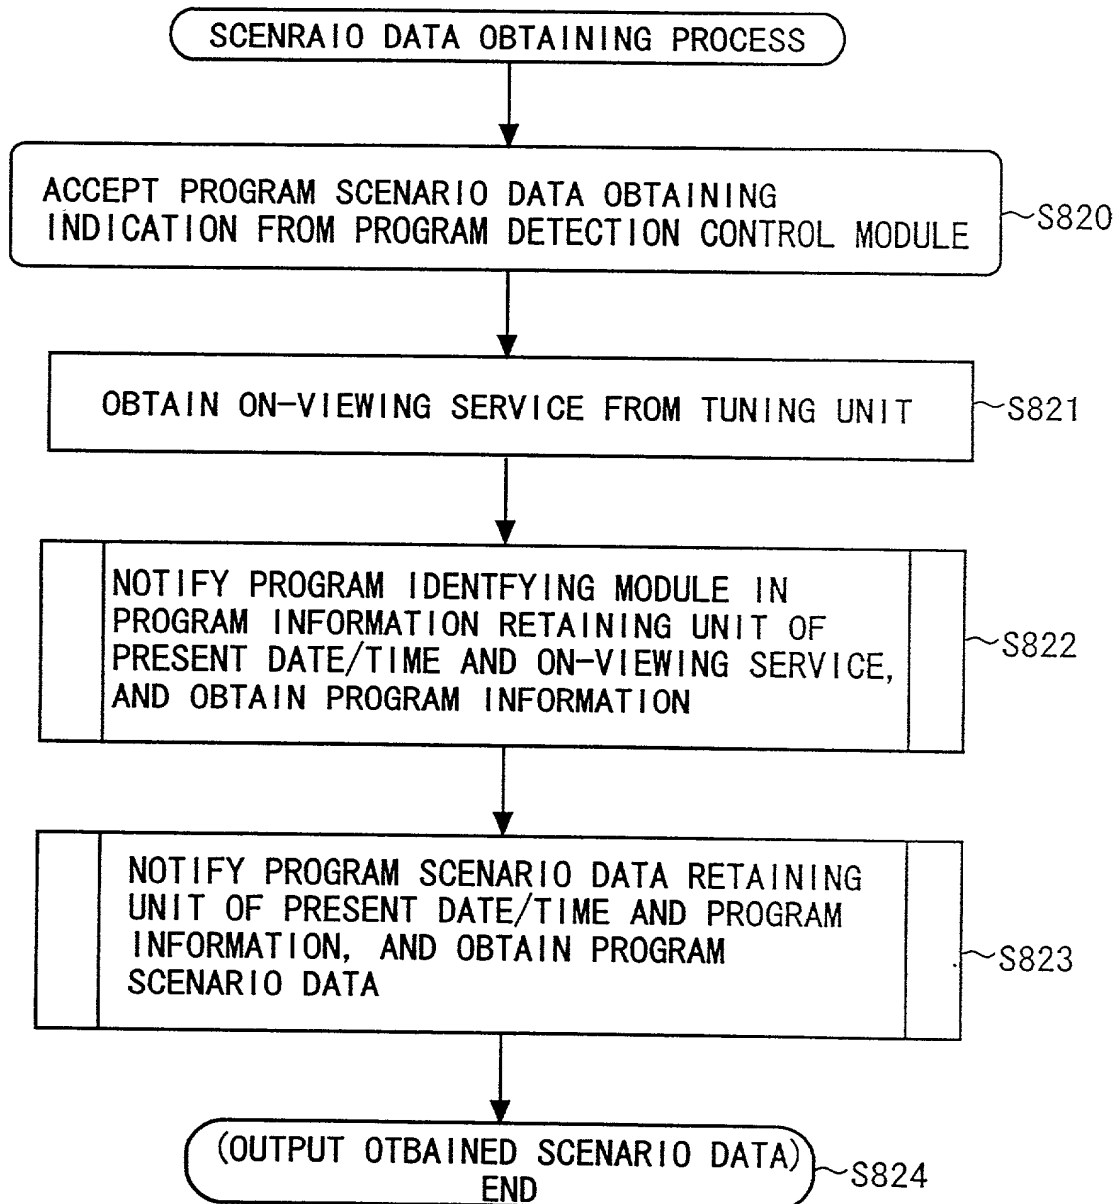 SCENRAIO DATA OBTAINING PROCESS
ACCEPT PROGRAM SCENARIO DATA OBTAINING
INDICATION FROM PROGRAM DETECTION CONTROL MODULE
S820
OBTAIN ON-VIEWING SERVICE FROM TUNING UNIT
S821
NOTIFY PROGRAM IDENTFYING MODULE IN
PROGRAM INFORMATION RETAINING UNIT OF
PRESENT DATE/TIME AND ON-VIEWING SERVICE,
AND OBTAIN PROGRAM INFORMATION
S822
NOTIFY PROGRAM SCENARIO DATA RETAINING
UNIT OF PRESENT DATE/TIME AND PROGRAM
INFORMATION, AND OBTAIN PROGRAM
SCENARIO DATA
S823
(OUTPUT OTBAINED SCENARIO DATA)
END
S824